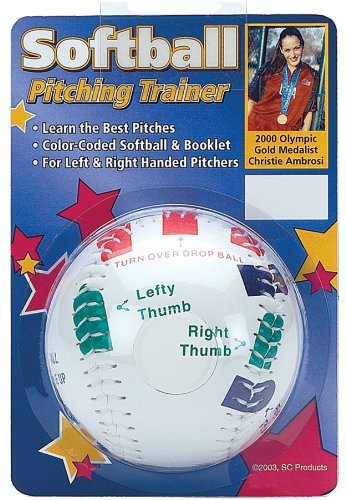 Softball
Pitching Trainer
• Learn the Best Pitches
• Color-Coded Softball & Booklet
• For Left & Right Handed Pitchers
2000 Olympic
Gold Medalist
Christie Ambrosi
TURN OVER DROP BALL
Lefty
Thumb
Right
Thumb
UP
©2003, SC Products